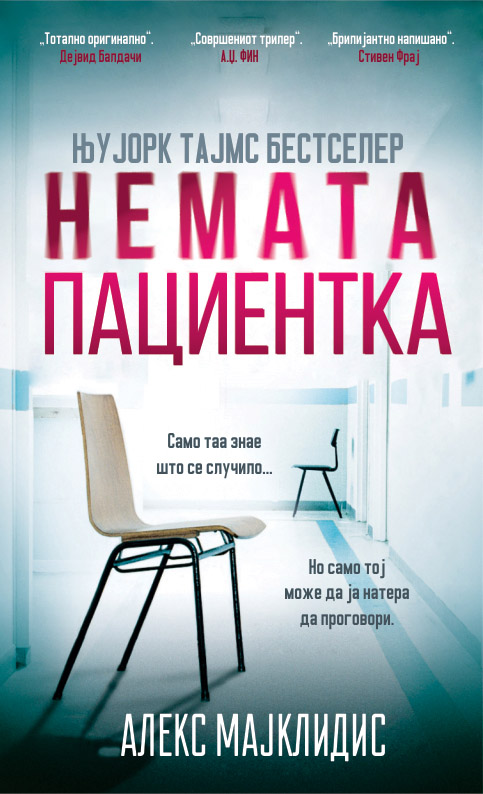 „Тотално оригинално“.
Дејвид Балдачи
„Совршениот трипер“.
А.Џ. ФИН
„Брилијантно напишано“.
Стивен Фрај
ЊУЈОРК ТАЈМС БЕСТСЕЛЕР
НЕМАТА
ПАЦИЕНТКА
Само таа знае
што се случило...
Но само тој
може да ја натера
да проговори.
АЛЕКС МАЈКЛИДИС